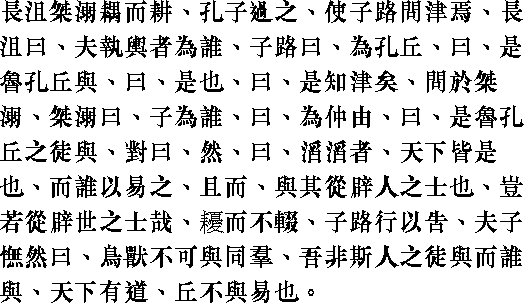 長沮桀溺耦而耕、孔子過之、使子路問津焉、長
沮曰、夫執輿者為誰、子路曰、為孔丘、曰、是
魯孔丘與、曰、是也、曰、是知津矣、問於桀
溺、桀溺曰、子為誰、曰、為仲由、曰、是魯孔
丘之徒與、對曰、然、曰、滔滔者、天下皆是
也、而誰以易之、且而、與其從辟人之士也、豈
若從辟世之士哉、耰而不輟、子路行以告、夫子
憮然曰、鳥獸不可與同羣、吾非斯人之徒與而誰
與、天下有道、丘不與易也。